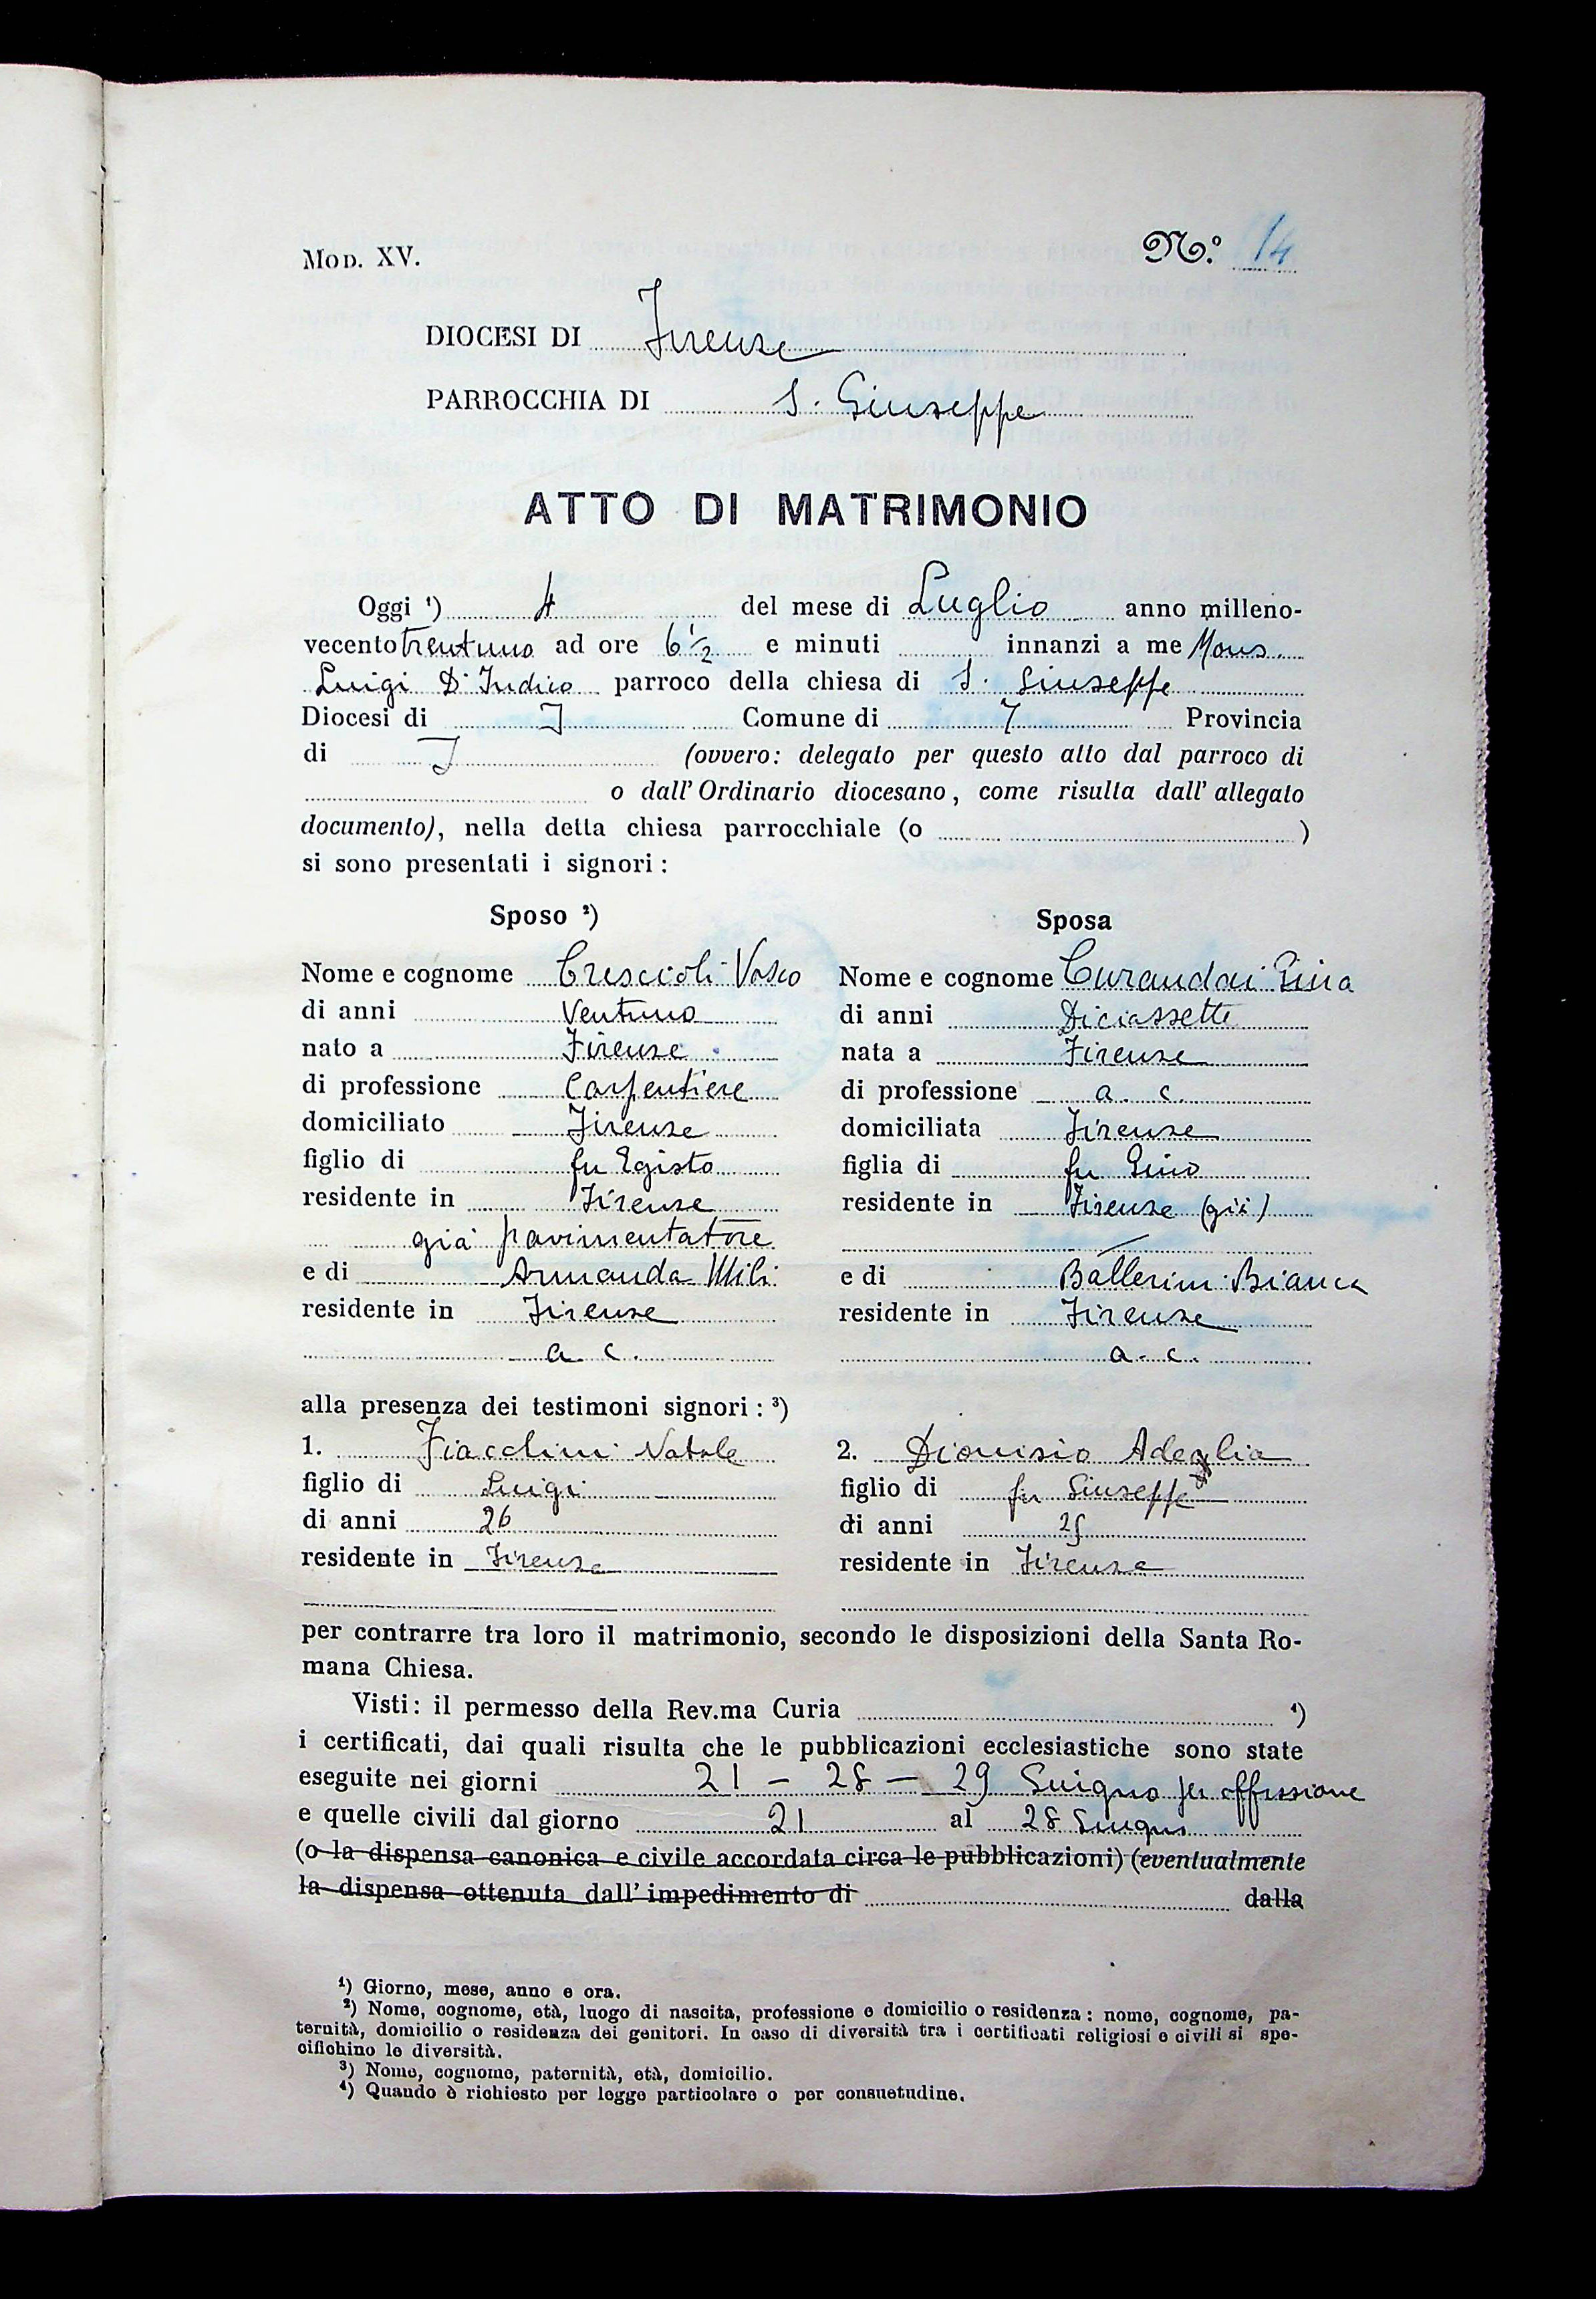 Mod. XV.
N.º 14
DIOCESI DI Firenze
PARROCCHIA DI S. Giuseppe
ATTO DI MATRIMONIO
Oggi ¹) 4 del mese di Luglio anno milleno-
vecento trentuno ad ore 6 ½ e minuti innanzi a me Mons.
Luigi D'Indico parroco della chiesa di S. Giuseppe
Diocesi di F Comune di F Provincia
di F (ovvero: delegato per questo atto dal parroco di
o dall'Ordinario diocesano, come risulta dall'allegato
documento), nella detta chiesa parrocchiale (o )
si sono presentati i signori:
Sposo ²)
Nome e cognome Crescioli Vasco
di anni Ventuno
nato a Firenze
di professione Carpentiere
domiciliato Firenze
figlio di fu Egisto
residente in Firenze
già pavimentatore
e di Armanda Mili
residente in Firenze
a. c.
Sposa
Nome e cognome Curandai Gina
di anni Diciassette
nata a Firenze
di professione a. c.
domiciliata Firenze
figlia di fu Gino
residente in Firenze (già)
e di Ballerini Bianca
residente in Firenze
a. c.
alla presenza dei testimoni signori: ³)
1. Fiacchini Natale
figlio di Luigi
di anni 26
residente in Firenze
2. Dionisio Adeglia
figlio di fu Giuseppe
di anni 25
residente in Firenze
per contrarre tra loro il matrimonio, secondo le disposizioni della Santa Ro-
mana Chiesa.
Visti: il permesso della Rev.ma Curia ⁴)
i certificati, dai quali risulta che le pubblicazioni ecclesiastiche sono state
eseguite nei giorni 21 – 28 – 29 Giugno per affissione
e quelle civili dal giorno 21 al 28 Giugno
(o la dispensa canonica e civile accordata circa le pubblicazioni) (eventualmente
la dispensa ottenuta dall'impedimento di dalla
¹) Giorno, mese, anno e ora.
²) Nome, cognome, età, luogo di nascita, professione e domicilio o residenza: nome, cognome, pa-
ternità, domicilio o residenza dei genitori. In caso di diversità tra i certificati religiosi e civili si spe-
cifichino le diversità.
³) Nome, cognome, paternità, età, domicilio.
⁴) Quando è richiesto per legge particolare o per consuetudine.